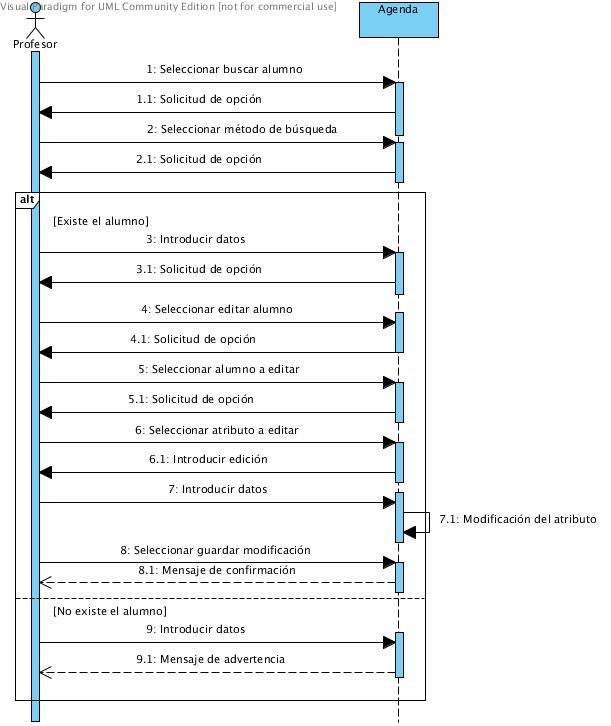 Visual Paradigm for UML Community Edition [not for commercial use]
Agenda
Profesor
1: Seleccionar buscar alumno
1.1: Solicitud de opción
2: Seleccionar método de búsqueda
2.1: Solicitud de opción
alt
[Existe el alumno]
3: Introducir datos
3.1: Solicitud de opción
4: Seleccionar editar alumno
4.1: Solicitud de opción
5: Seleccionar alumno a editar
5.1: Solicitud de opción
6: Seleccionar atributo a editar
6.1: Introducir edición
7: Introducir datos
7.1: Modificación del atributo
8: Seleccionar guardar modificación
8.1: Mensaje de confirmación
[No existe el alumno]
9: Introducir datos
9.1: Mensaje de advertencia